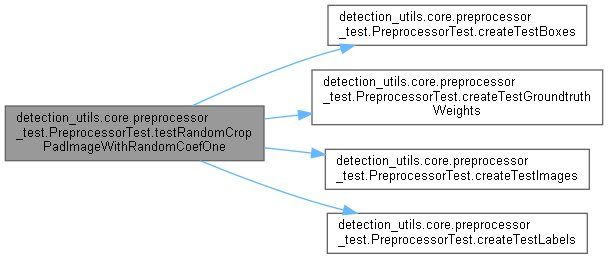 detection_utils.core.preprocessor
_test.PreprocessorTest.testRandomCrop
PadImageWithRandomCoefOne
detection_utils.core.preprocessor
_test.PreprocessorTest.createTestBoxes
detection_utils.core.preprocessor
_test.PreprocessorTest.createTestGroundtruth
Weights
detection_utils.core.preprocessor
_test.PreprocessorTest.createTestImages
detection_utils.core.preprocessor
_test.PreprocessorTest.createTestLabels